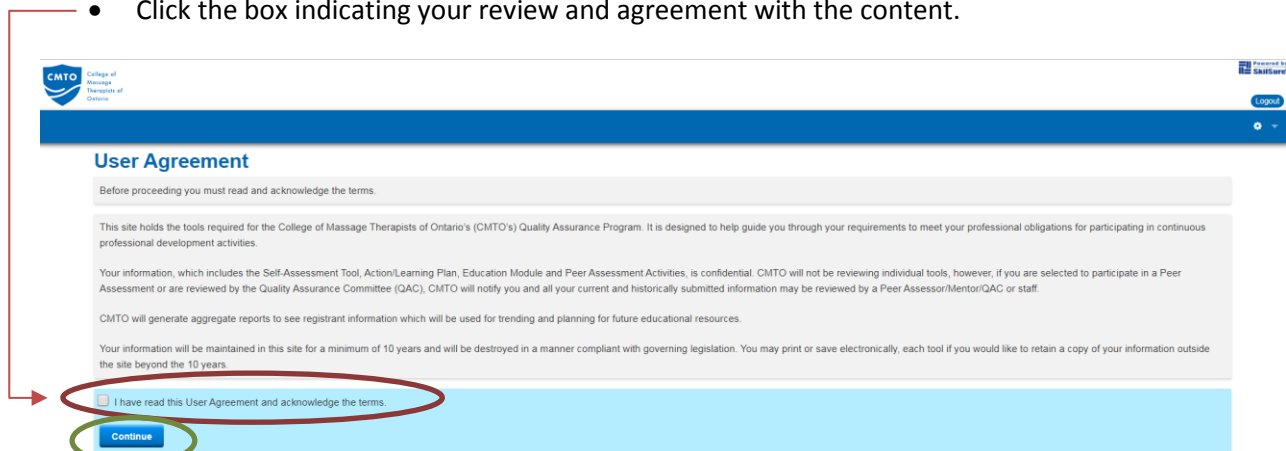 • Click the box indicating your review and agreement with the content.
CMTO
College of
Massage
Therapists of
Ontario
Powered by
SkilSure
Logout
User Agreement
Before proceeding you must read and acknowledge the terms.
This site holds the tools required for the College of Massage Therapists of Ontario's (CMTO's) Quality Assurance Program. It is designed to help guide you through your requirements to meet your professional obligations for participating in continuous
professional development activities.
Your information, which includes the Self-Assessment Tool, Action/Learning Plan, Education Module and Peer Assessment Activities, is confidential. CMTO will not be reviewing individual tools, however, if you are selected to participate in a Peer
Assessment or are reviewed by the Quality Assurance Committee (QAC), CMTO will notify you and all your current and historically submitted information may be reviewed by a Peer Assessor/Mentor/QAC or staff.
CMTO will generate aggregate reports to see registrant information which will be used for trending and planning for future educational resources.
Your information will be maintained in this site for a minimum of 10 years and will be destroyed in a manner compliant with governing legislation. You may print or save electronically, each tool if you would like to retain a copy of your information outside
the site beyond the 10 years.
I have read this User Agreement and acknowledge the terms.
Continue